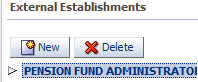 External Establishments
New Delete
PENSION FUND ADMINISTRATO